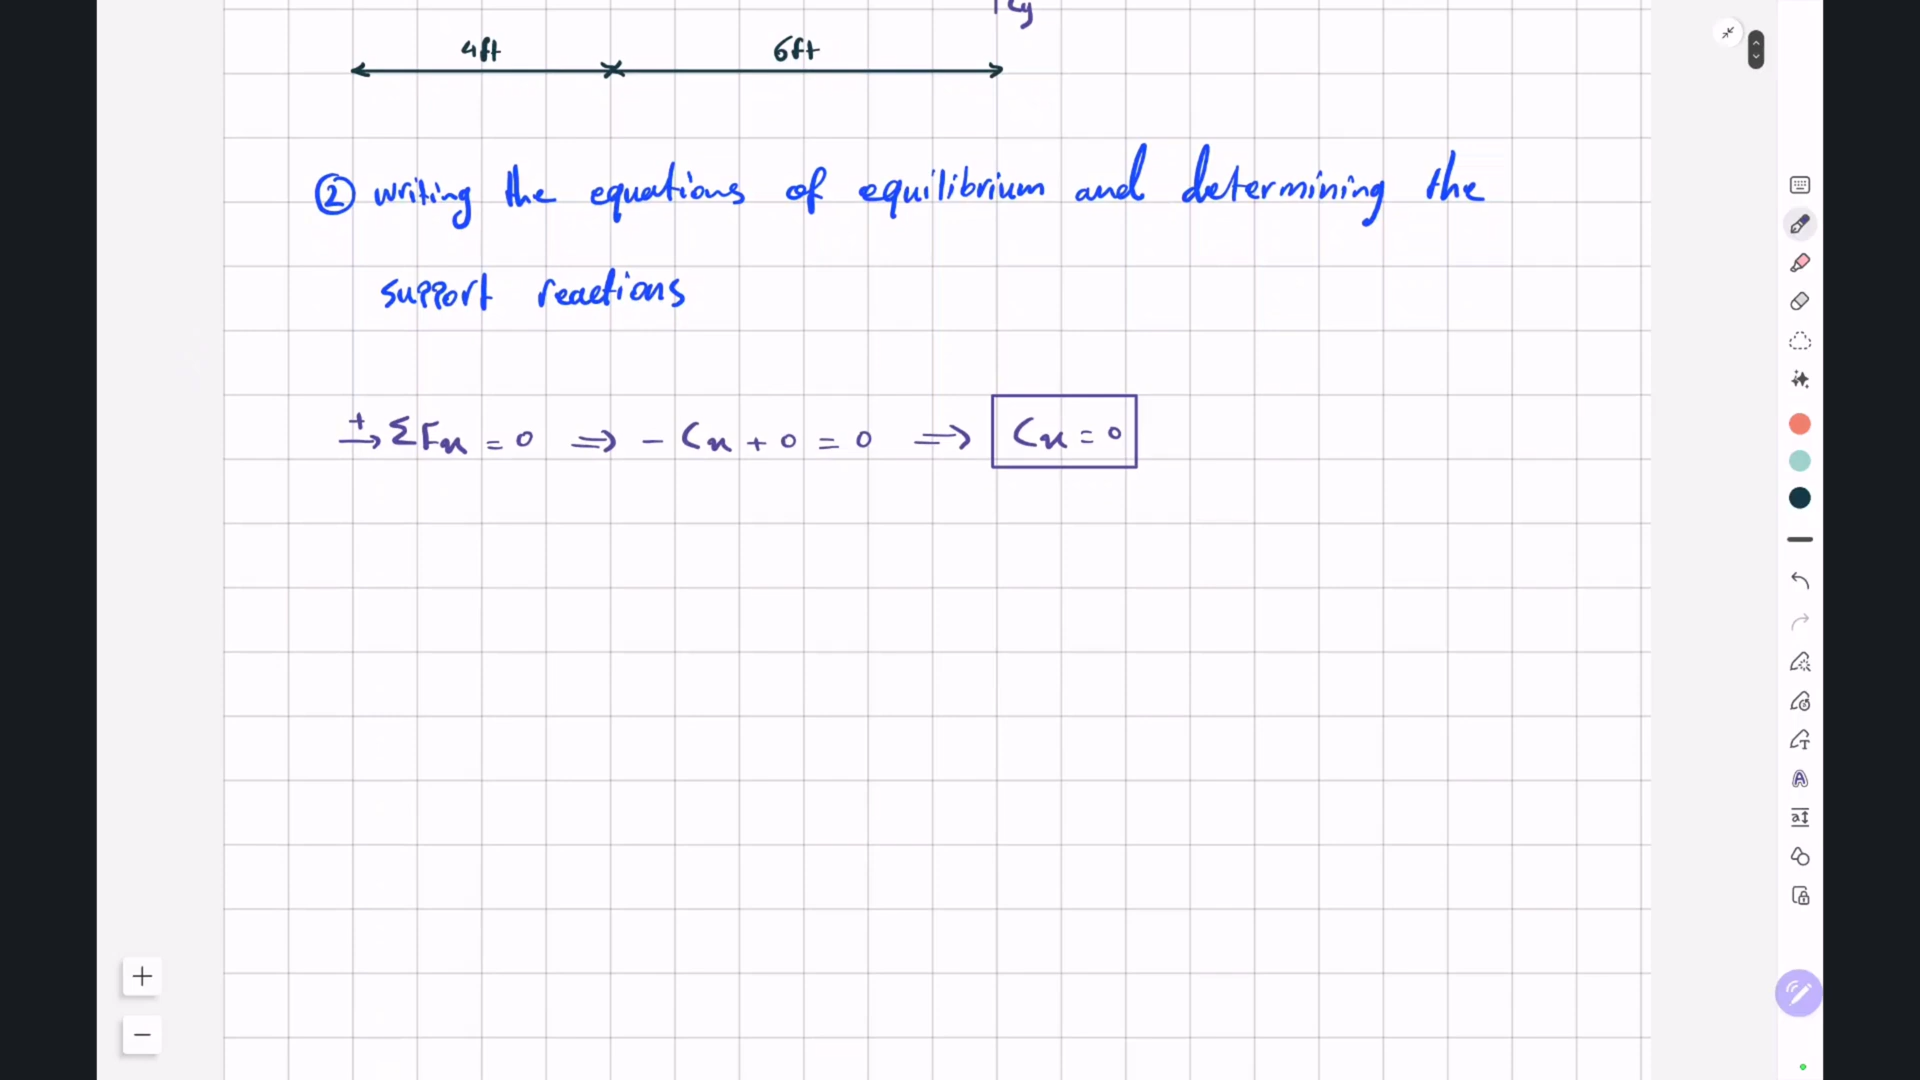 Cy
4ft 6ft
② writing the equations of equilibrium and determining the
support reactions
+→ ΣFx = 0 ⇒ - Cx + 0 = 0 ⇒ Cx = 0